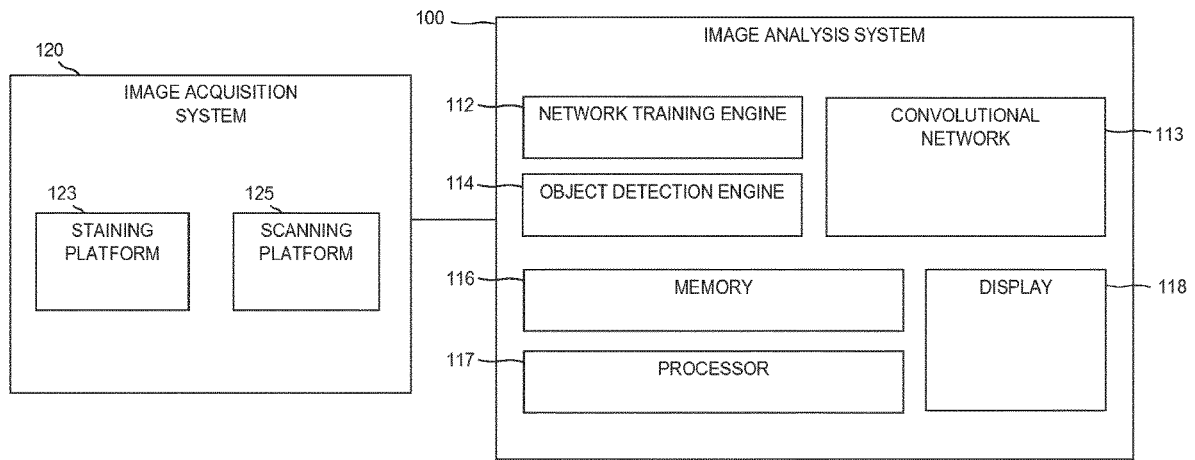 120
IMAGE ACQUISITION
SYSTEM
123
STAINING
PLATFORM
125
SCANNING
PLATFORM
100
IMAGE ANALYSIS SYSTEM
112
NETWORK TRAINING ENGINE
CONVOLUTIONAL
NETWORK
113
114
OBJECT DETECTION ENGINE
116
MEMORY
DISPLAY
118
117
PROCESSOR